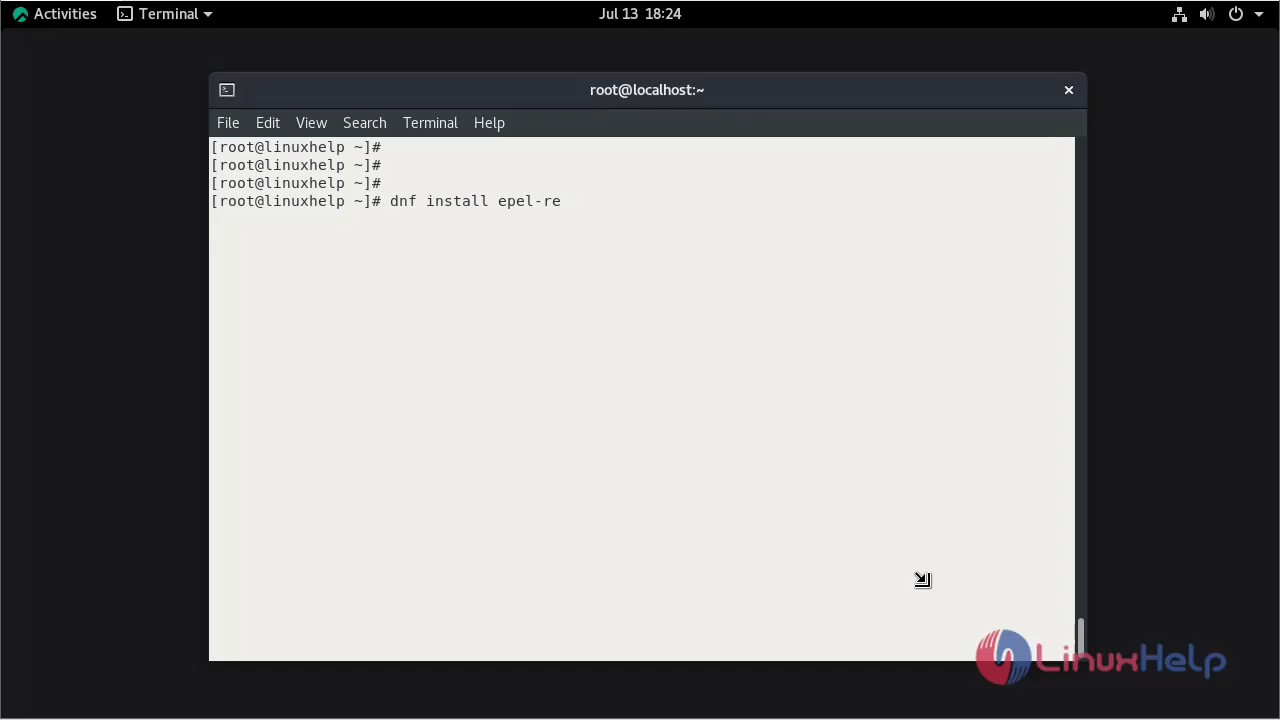 Activities Terminal Jul 13 18:24
root@localhost:~
File Edit View Search Terminal Help
[root@linuxhelp ~]#
[root@linuxhelp ~]#
[root@linuxhelp ~]#
[root@linuxhelp ~]# dnf install epel-re
LinuxHelp